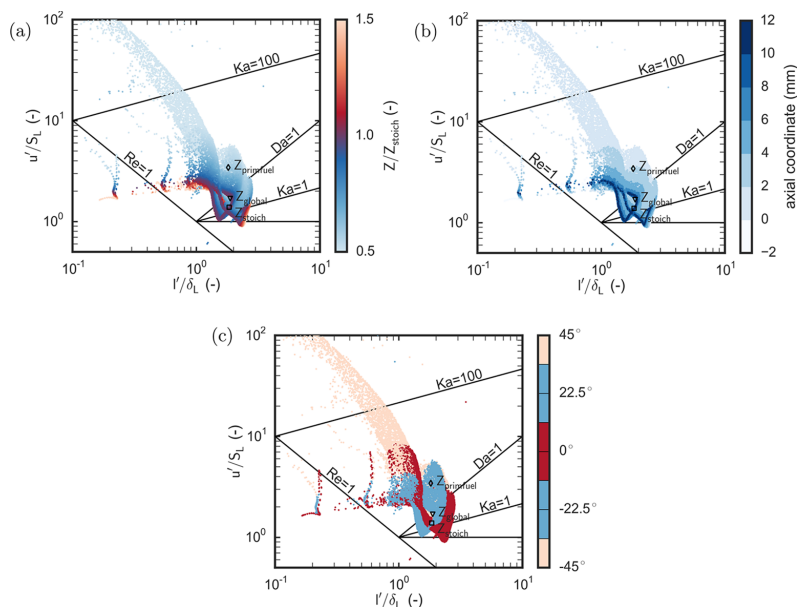 (a)
10²
10¹
10⁰
u′/S_L (-)
10⁻¹
10⁰
10¹
l′/δ_L (-)
Ka=100
Da=1
Re=1
Ka=1
Z_primfuel
Z_global
Z_stoich
1.5
1.0
0.5
Z/Z_stoich (-)
(b)
10²
10¹
10⁰
u′/S_L (-)
10⁻¹
10⁰
10¹
l′/δ_L (-)
Ka=100
Da=1
Re=1
Ka=1
Z_primfuel
Z_global
Z_stoich
12
10
8
6
4
2
0
−2
axial coordinate (mm)
(c)
10²
10¹
10⁰
u′/S_L (-)
10⁻¹
10⁰
10¹
l′/δ_L (-)
Ka=100
Da=1
Re=1
Ka=1
Z_primfuel
Z_global
Z_stoich
45°
22.5°
0°
-22.5°
-45°